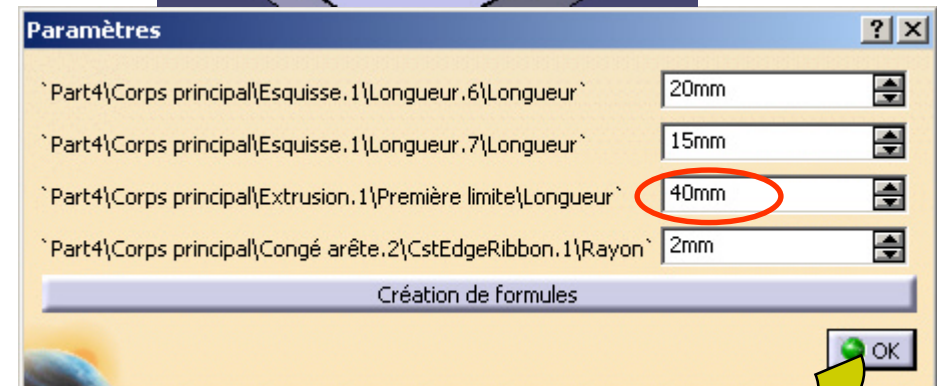 Paramètres ? ×
`Part4\Corps principal\Esquisse.1\Longueur.6\Longueur` 20mm
`Part4\Corps principal\Esquisse.1\Longueur.7\Longueur` 15mm
`Part4\Corps principal\Extrusion.1\Première limite\Longueur` 40mm
`Part4\Corps principal\Congé arête.2\CstEdgeRibbon.1\Rayon` 2mm
Création de formules
OK